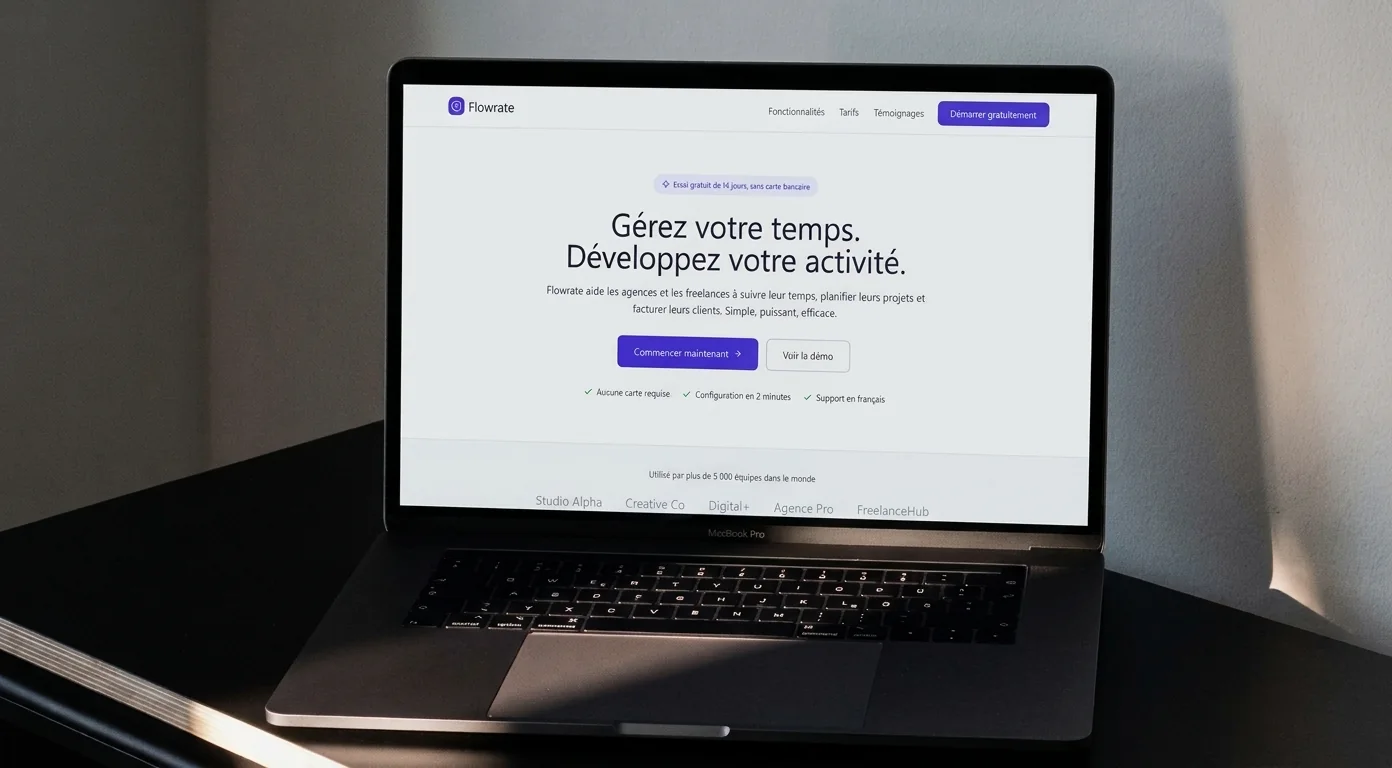 Flowrate
Fonctionnalités
Tarifs
Témoignages
Démarrer gratuitement
Essai gratuit de 14 jours, sans carte bancaire
Gérez votre temps.
Développez votre activité.
Flowrate aide les agences et les freelances à suivre leur temps, planifier leurs projets et
facturer leurs clients. Simple, puissant, efficace.
Commencer maintenant →
Voir la démo
✓ Aucune carte requise
✓ Configuration en 2 minutes
✓ Support en français
Utilisé par plus de 5 000 équipes dans le monde
Studio Alpha
Creative Co
Digital+
Agence Pro
FreelanceHub
MacBook Pro